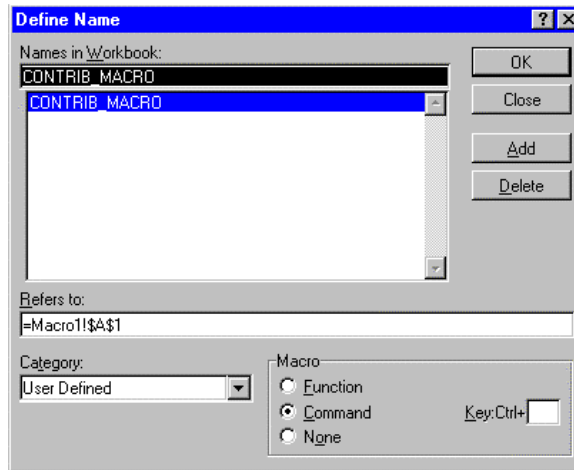 Define Name
Names in Workbook:
CONTRIB_MACRO
CONTRIB_MACRO
OK
Close
Add
Delete
Refers to:
=Macro1!$A$1
Category:
User Defined
Macro
Function
Command
None
Key:Ctrl+